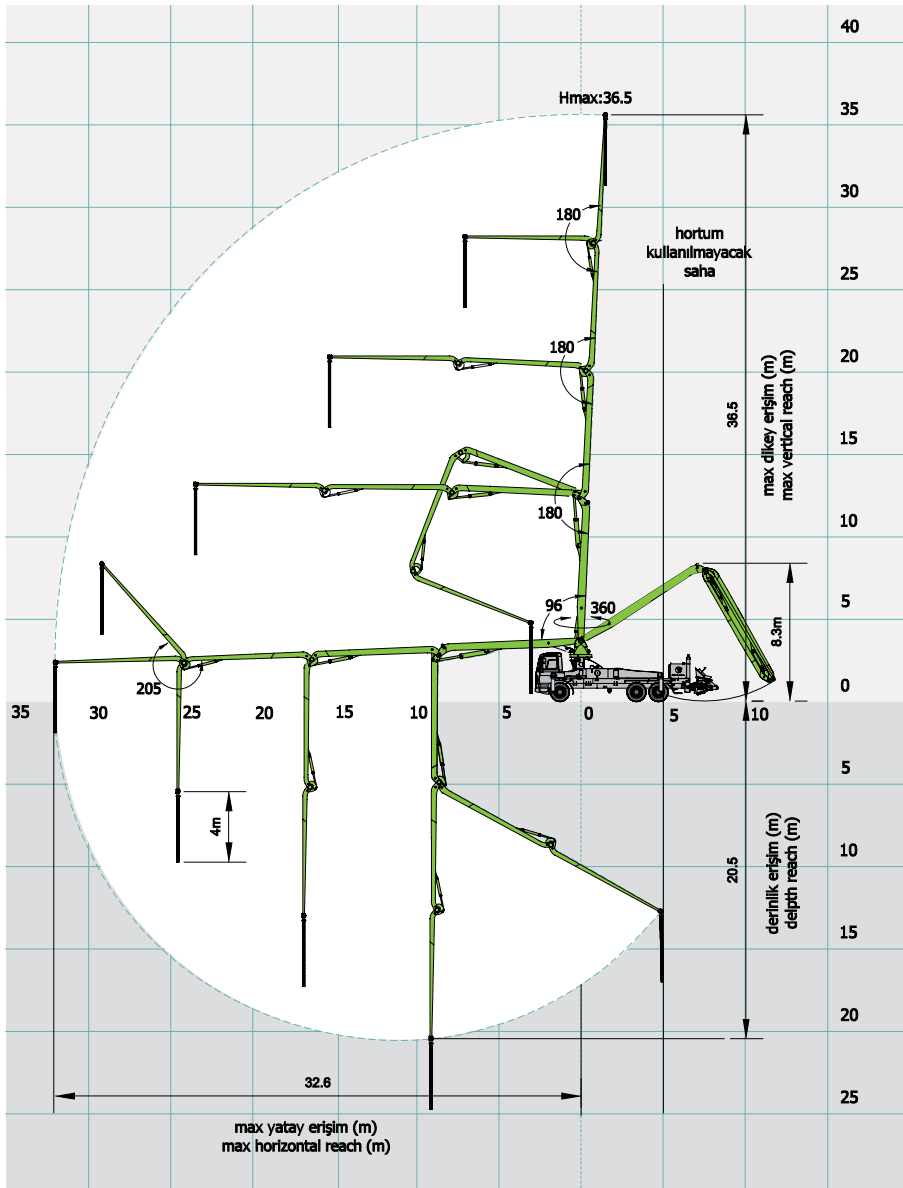 40
Hmax:36.5
35
30
180
hortum
kullanılmayacak
saha
25
180
20
36.5
max dikey erişim (m)
max vertical reach (m)
15
180
10
96
360
5
8.3m
205
0
35
30
25
20
15
10
5
0
5
10
5
4m
10
20.5
derinlik erişim (m)
delpth reach (m)
15
20
32.6
25
max yatay erişim (m)
max horizontal reach (m)